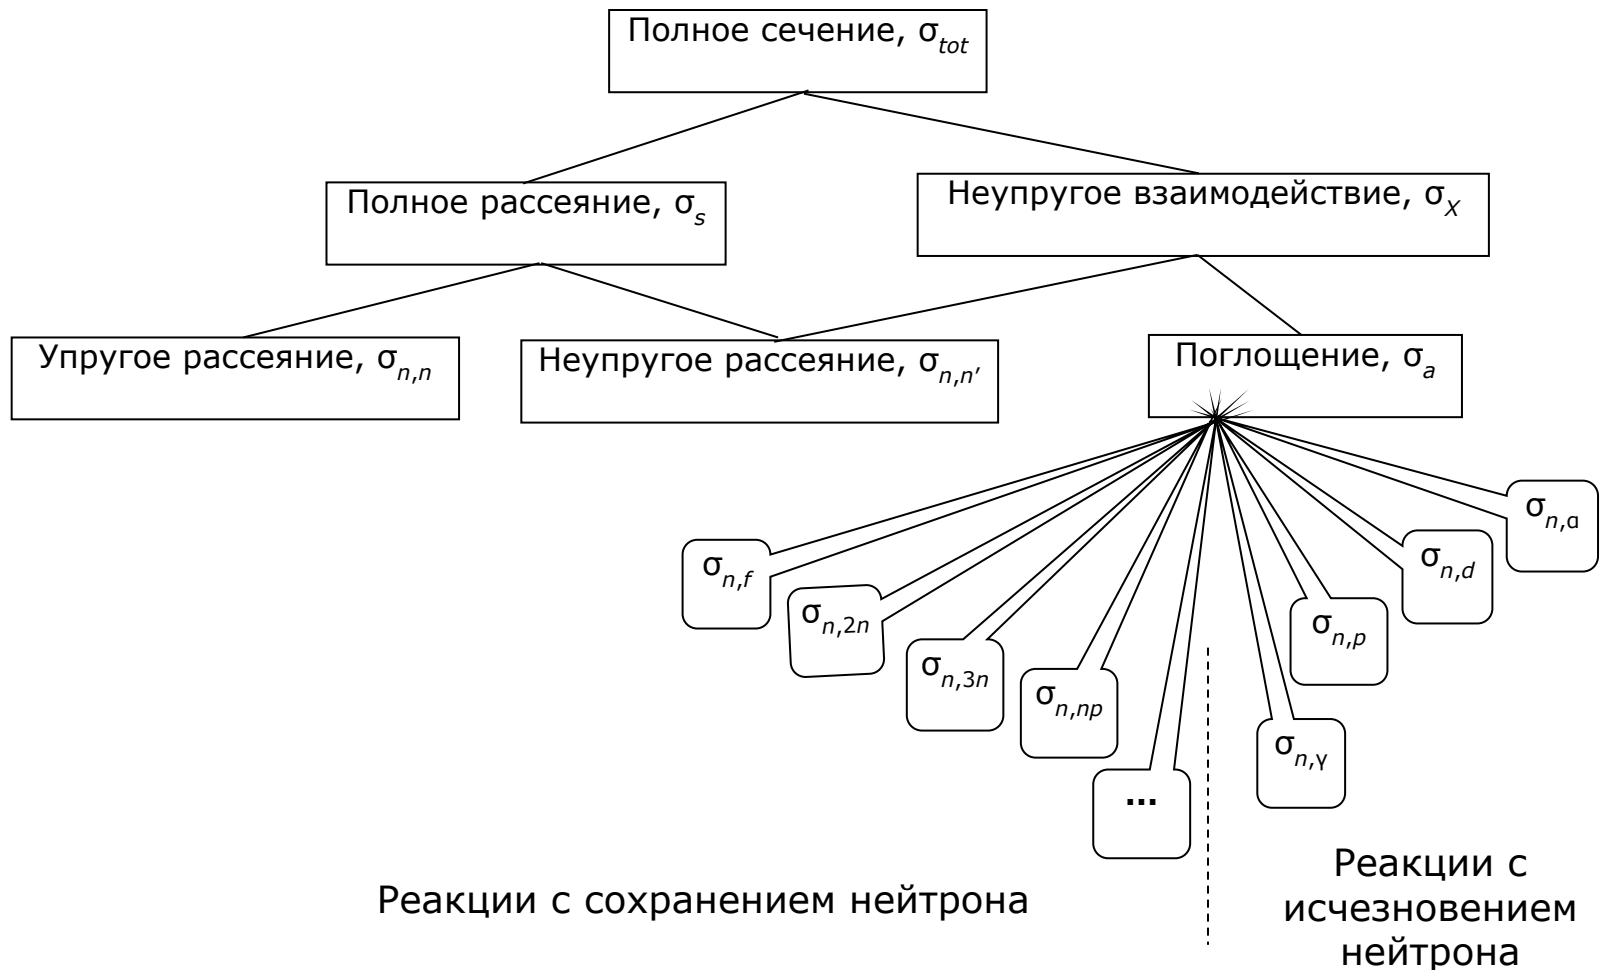 Полное сечение, σtot
Полное рассеяние, σs
Неупругое взаимодействие, σX
Упругое рассеяние, σn,n
Неупругое рассеяние, σn,n′
Поглощение, σa
σn,f
σn,2n
σn,3n
σn,np
...
σn,γ
σn,p
σn,d
σn,α
Реакции с сохранением нейтрона
Реакции с
исчезновением
нейтрона